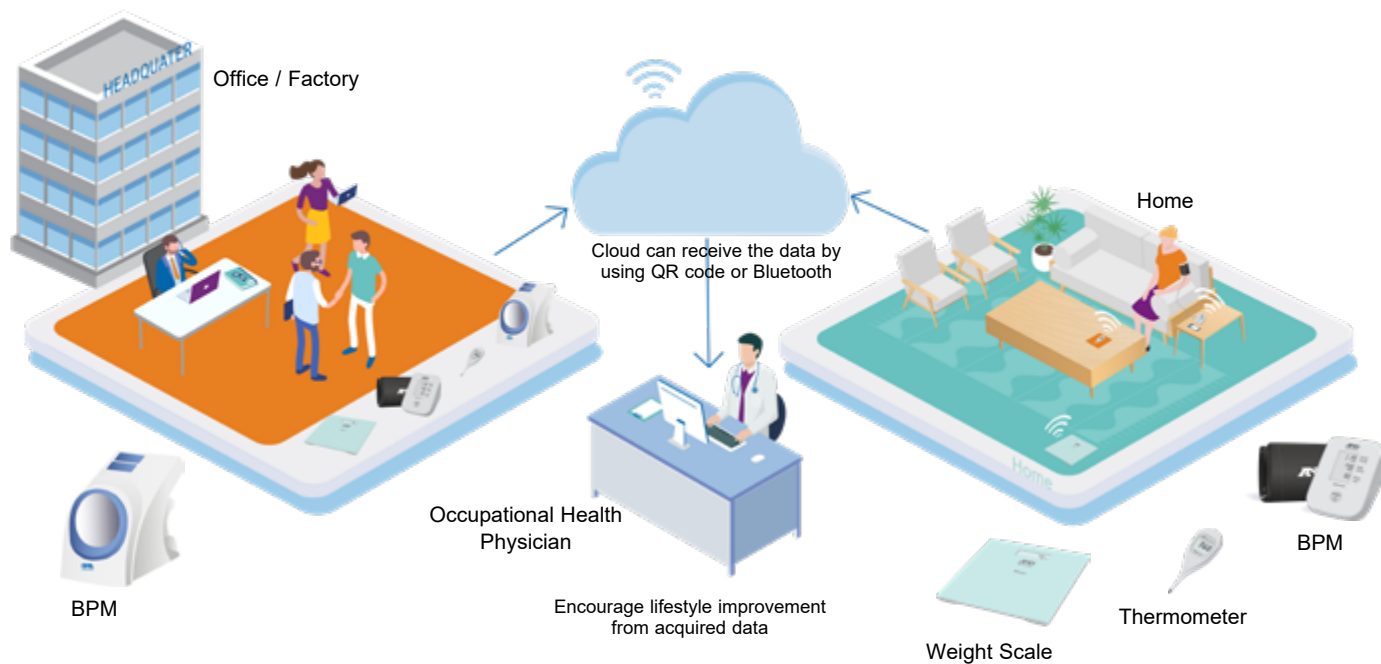 HEADQUATER
Office / Factory
Home
Cloud can receive the data by
using QR code or Bluetooth
Home
Occupational Health
Physician
BPM
BPM
Encourage lifestyle improvement
from acquired data
Thermometer
Weight Scale